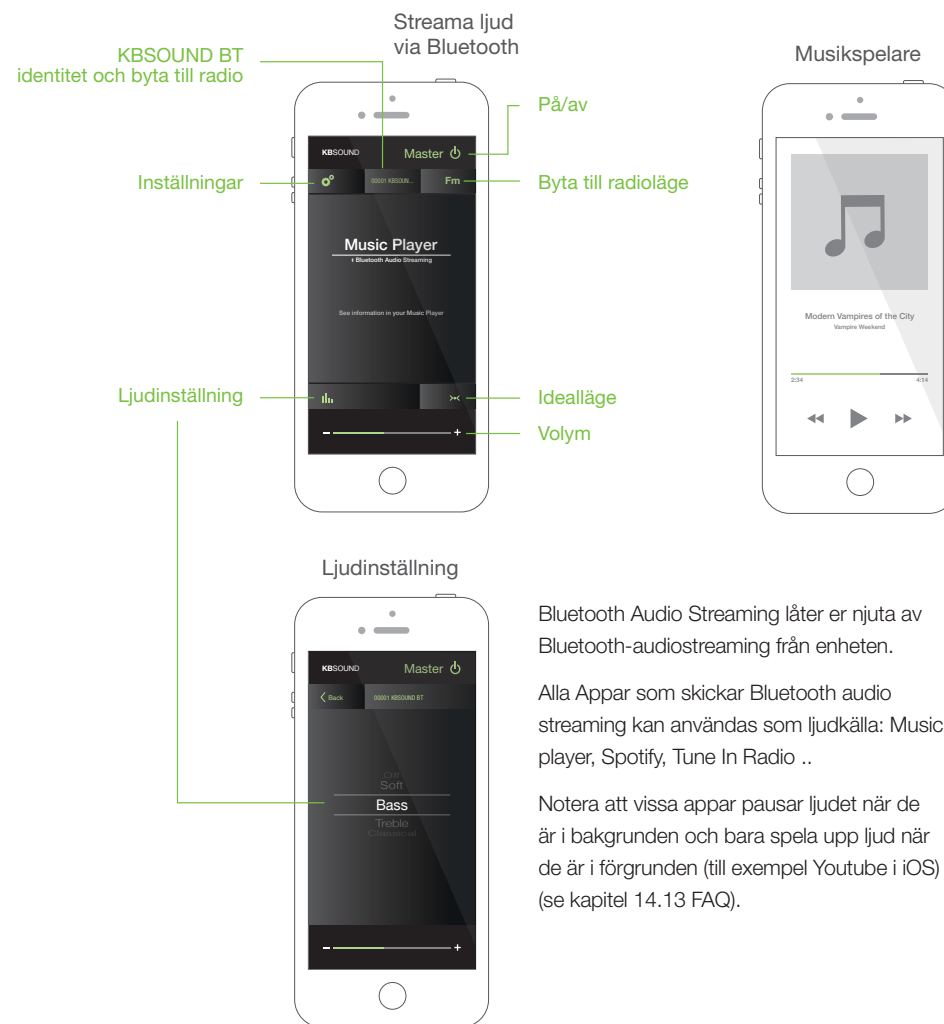 Streama ljud
via Bluetooth
KBSOUND BT
identitet och byta till radio
På/av
Inställningar
Byta till radioläge
Ljudinställning
Idealläge
Volym
KBSOUND
Master
00001 KBSOUN...
Fm
Music Player
Bluetooth Audio Streaming
See information in your Music Player
-
+
Musikspelare
Modern Vampires of the City
Vampire Weekend
2:34
4:14
Ljudinställning
KBSOUND
Master
Back
00001 KBSOUND BT
Off
Soft
Bass
Treble
Classical
-
+
Bluetooth Audio Streaming låter er njuta av
Bluetooth-audiostreaming från enheten.
Alla Appar som skickar Bluetooth audio
streaming kan användas som ljudkälla: Music
player, Spotify, Tune In Radio ..
Notera att vissa appar pausar ljudet när de
är i bakgrunden och bara spela upp ljud när
de är i förgrunden (till exempel Youtube i iOS)
(se kapitel 14.13 FAQ).